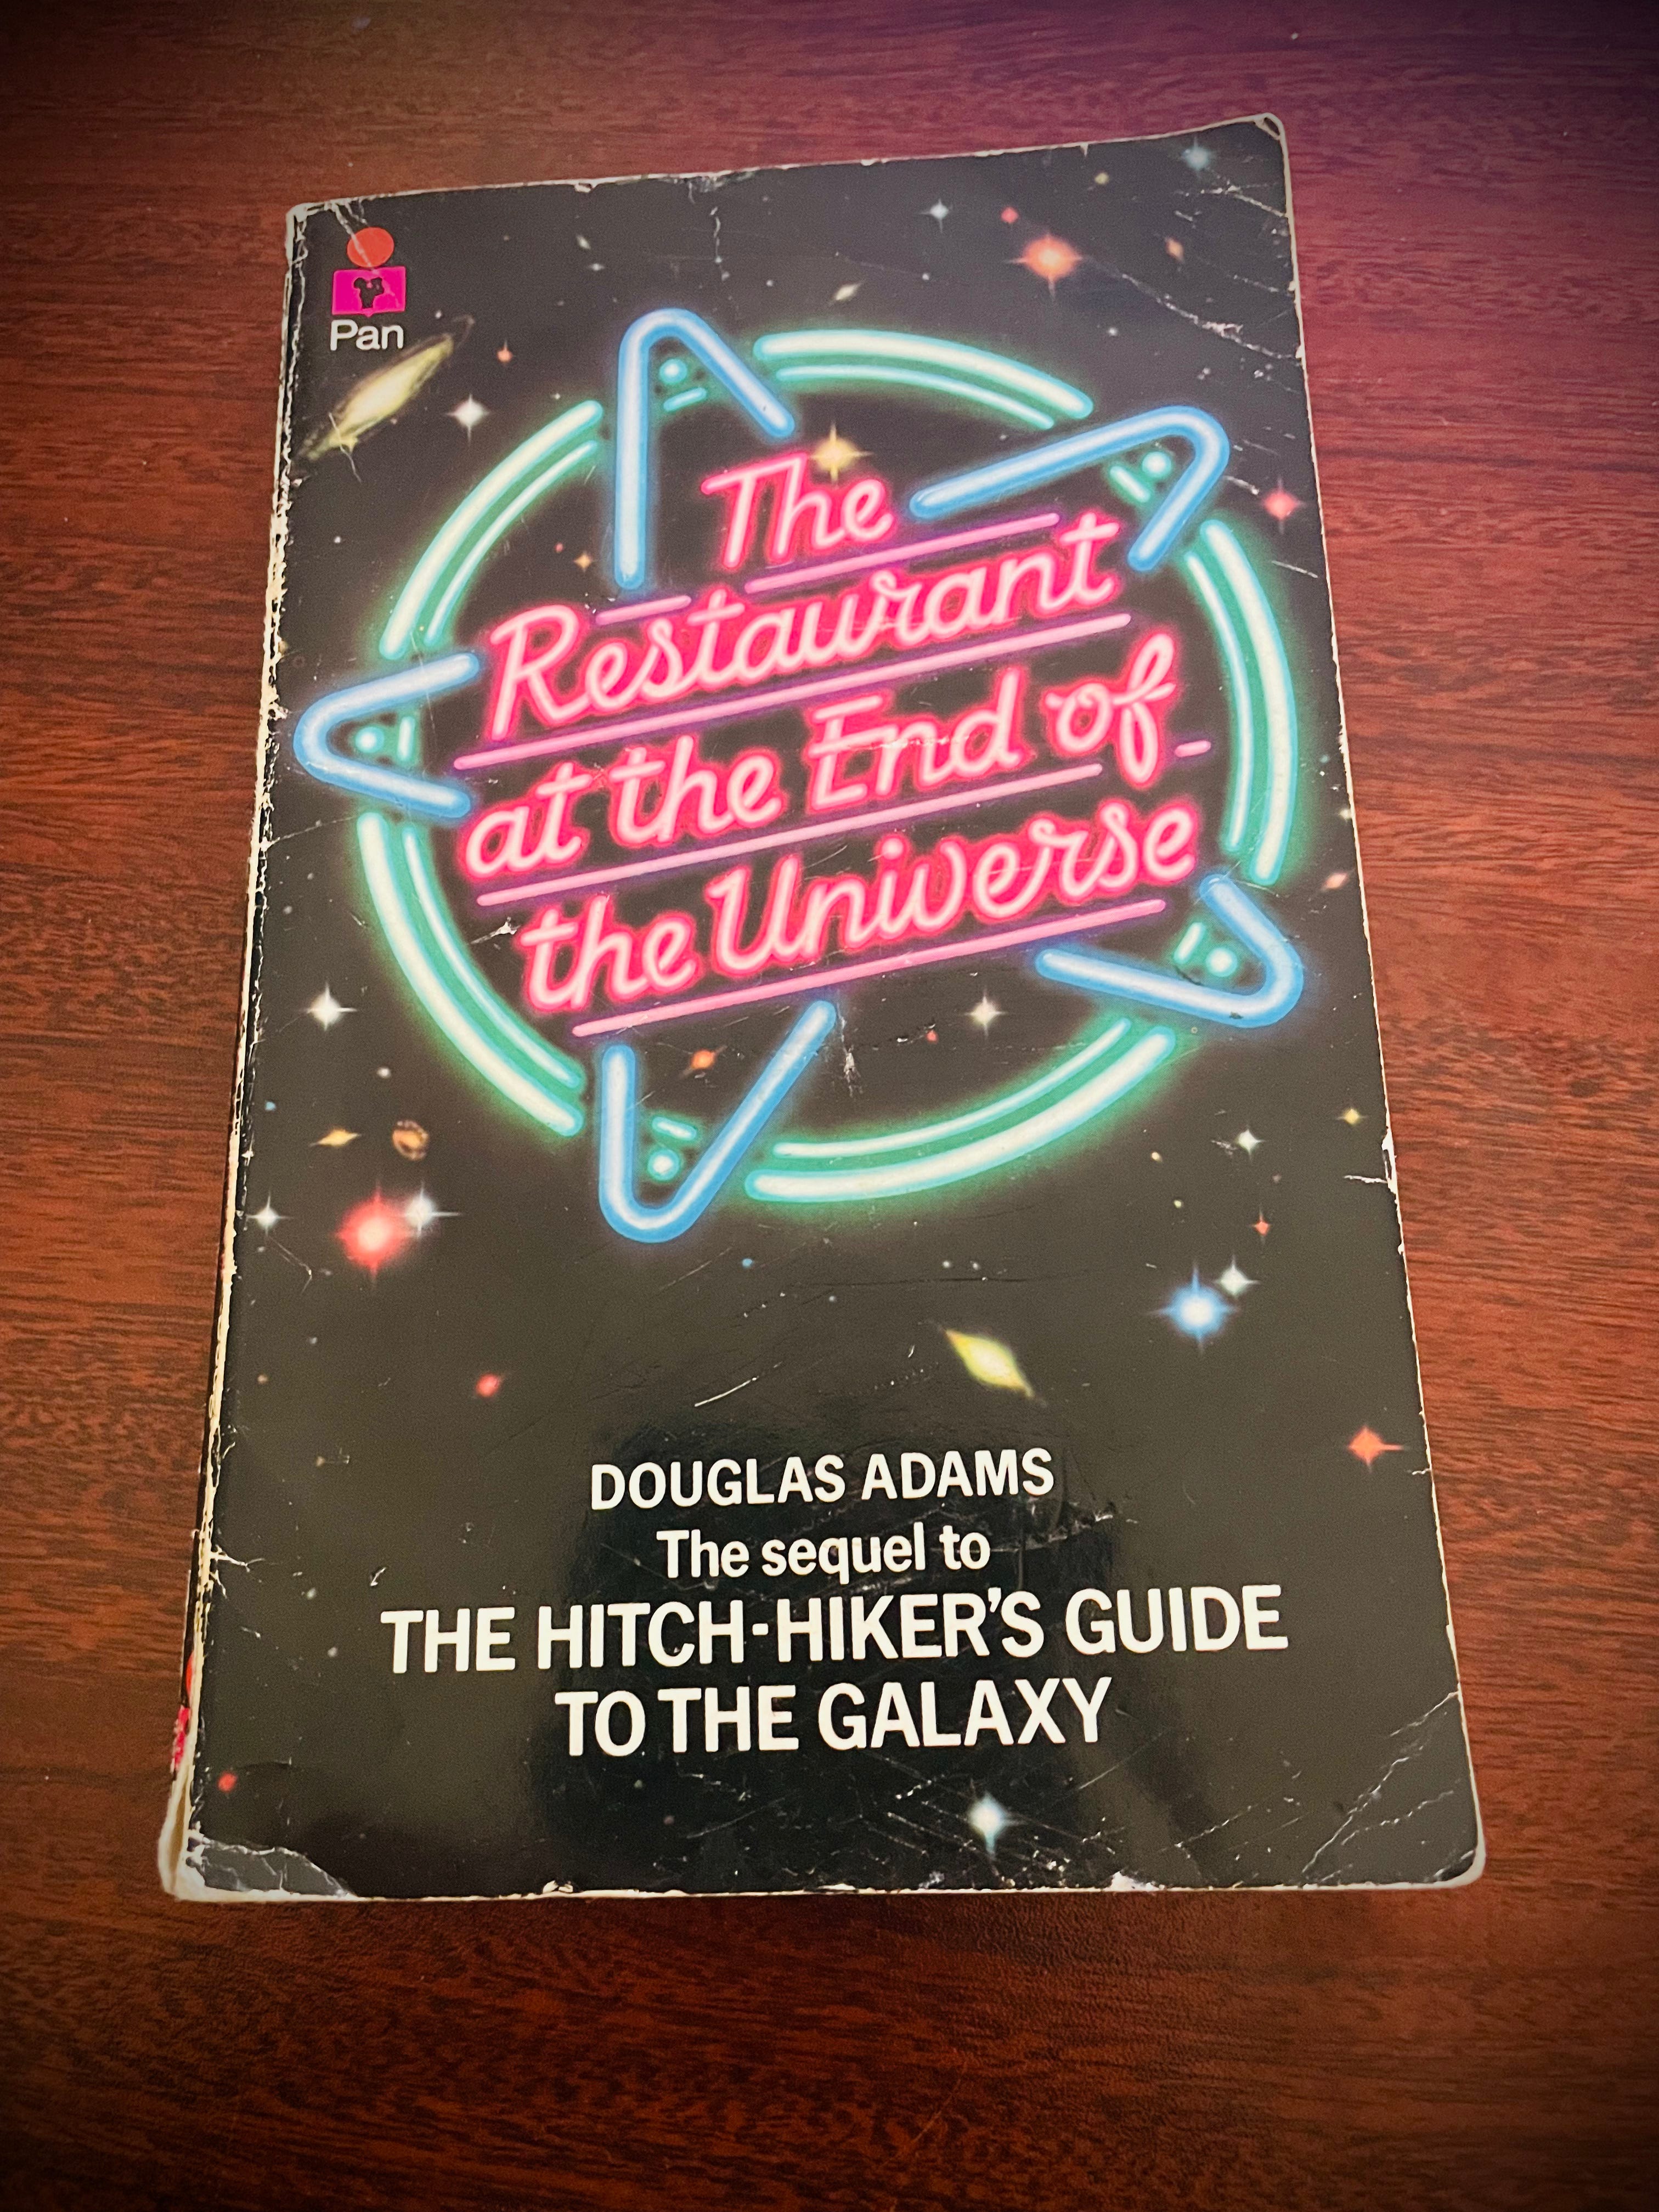 Pan
The
Restaurant
at the End of
the Universe
DOUGLAS ADAMS
The sequel to
THE HITCH-HIKER'S GUIDE
TO THE GALAXY